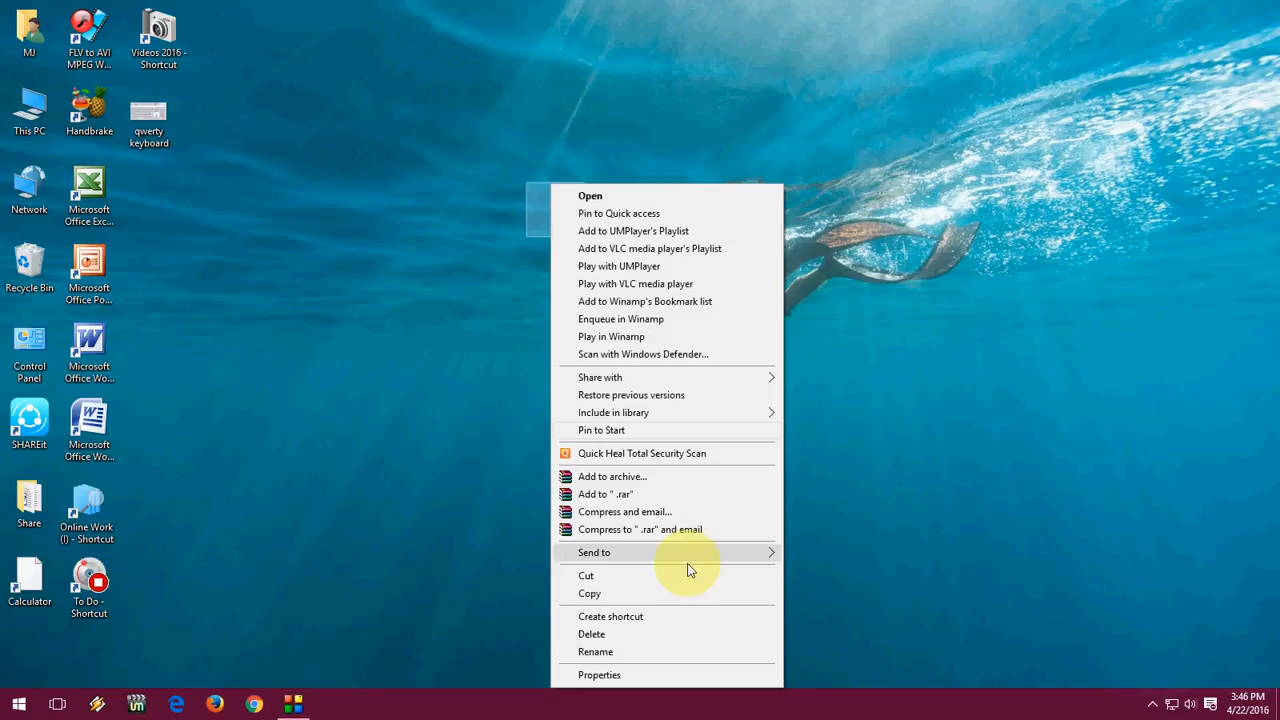 MJ
FLV to AVI
MPEG W...
Videos 2016 -
Shortcut
This PC
Handbrake
qwerty
keyboard
Network
Microsoft
Office Exc...
Recycle Bin
Microsoft
Office Po...
Control
Panel
Microsoft
Office Wo...
SHAREit
Microsoft
Office Wo...
Share
Online Work
(I) - Shortcut
Calculator
To Do -
Shortcut
Open
Pin to Quick access
Add to UMPlayer's Playlist
Add to VLC media player's Playlist
Play with UMPlayer
Play with VLC media player
Add to Winamp's Bookmark list
Enqueue in Winamp
Play in Winamp
Scan with Windows Defender...
Share with
Restore previous versions
Include in library
Pin to Start
Quick Heal Total Security Scan
Add to archive...
Add to " .rar"
Compress and email...
Compress to " .rar" and email
Send to
Cut
Copy
Create shortcut
Delete
Rename
Properties
3:46 PM
4/22/2016